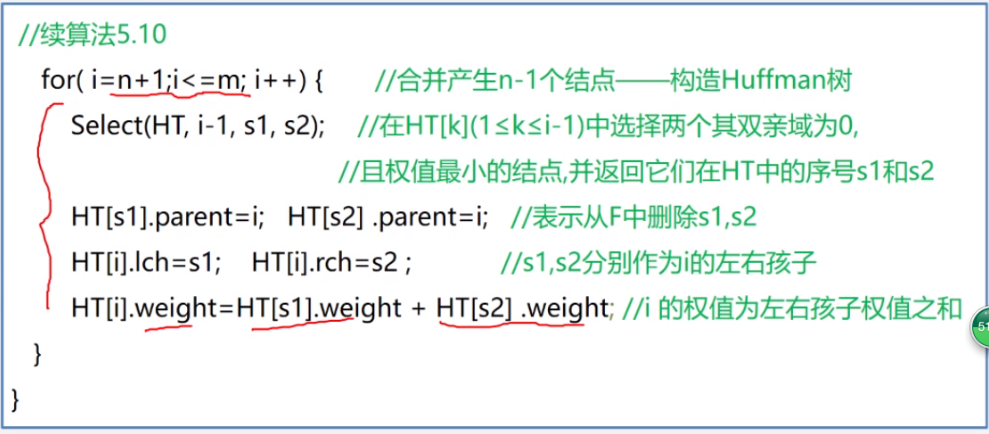 //续算法5.10
for( i=n+1;i<=m; i++) { //合并产生n-1个结点——构造Huffman树
Select(HT, i-1, s1, s2); //在HT[k](1≤k≤i-1)中选择两个其双亲域为0,
//且权值最小的结点,并返回它们在HT中的序号s1和s2
HT[s1].parent=i; HT[s2] .parent=i; //表示从F中删除s1,s2
HT[i].lch=s1; HT[i].rch=s2 ; //s1,s2分别作为i的左右孩子
HT[i].weight=HT[s1].weight + HT[s2] .weight; //i 的权值为左右孩子权值之和
}
}